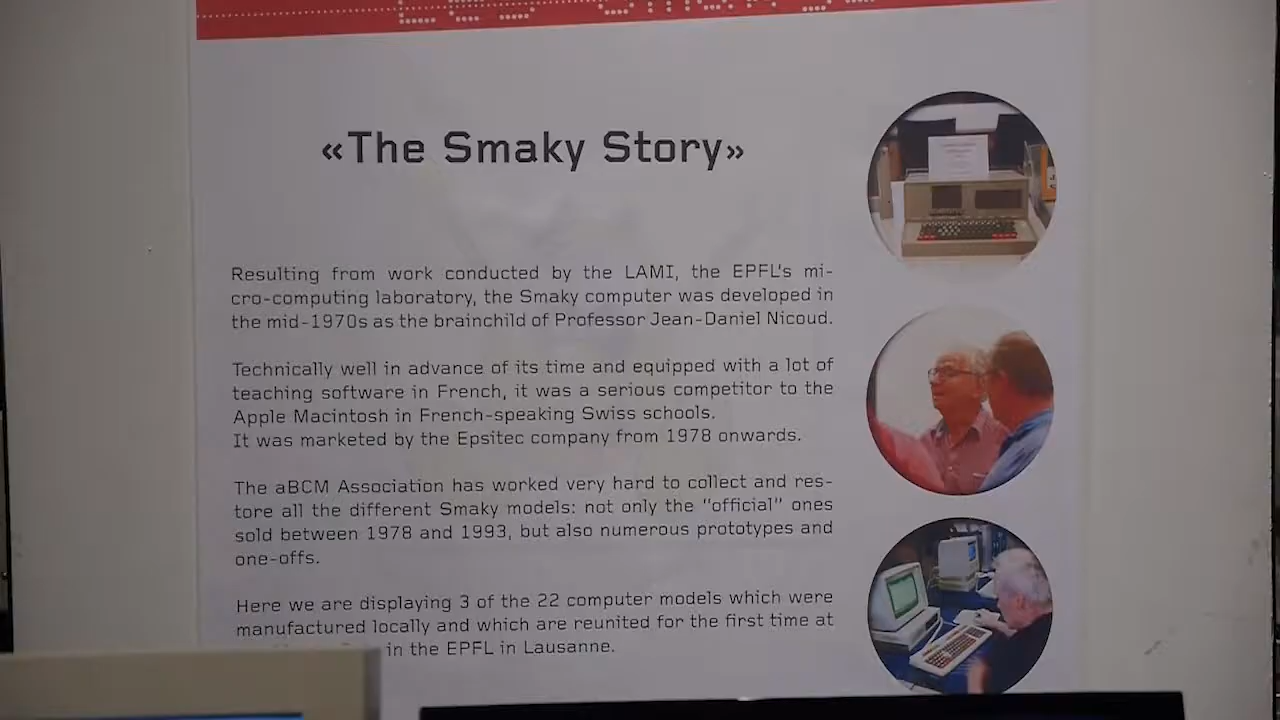 «The Smaky Story»
Resulting from work conducted by the LAMI, the EPFL's mi-
cro-computing laboratory, the Smaky computer was developed in
the mid-1970s as the brainchild of Professor Jean-Daniel Nicoud.
Technically well in advance of its time and equipped with a lot of
teaching software in French, it was a serious competitor to the
Apple Macintosh in French-speaking Swiss schools.
It was marketed by the Epsitec company from 1978 onwards.
The aBCM Association has worked very hard to collect and res-
tore all the different Smaky models: not only the "official" ones
sold between 1978 and 1993, but also numerous prototypes and
one-offs.
Here we are displaying 3 of the 22 computer models which were
manufactured locally and which are reunited for the first time at
in the EPFL in Lausanne.